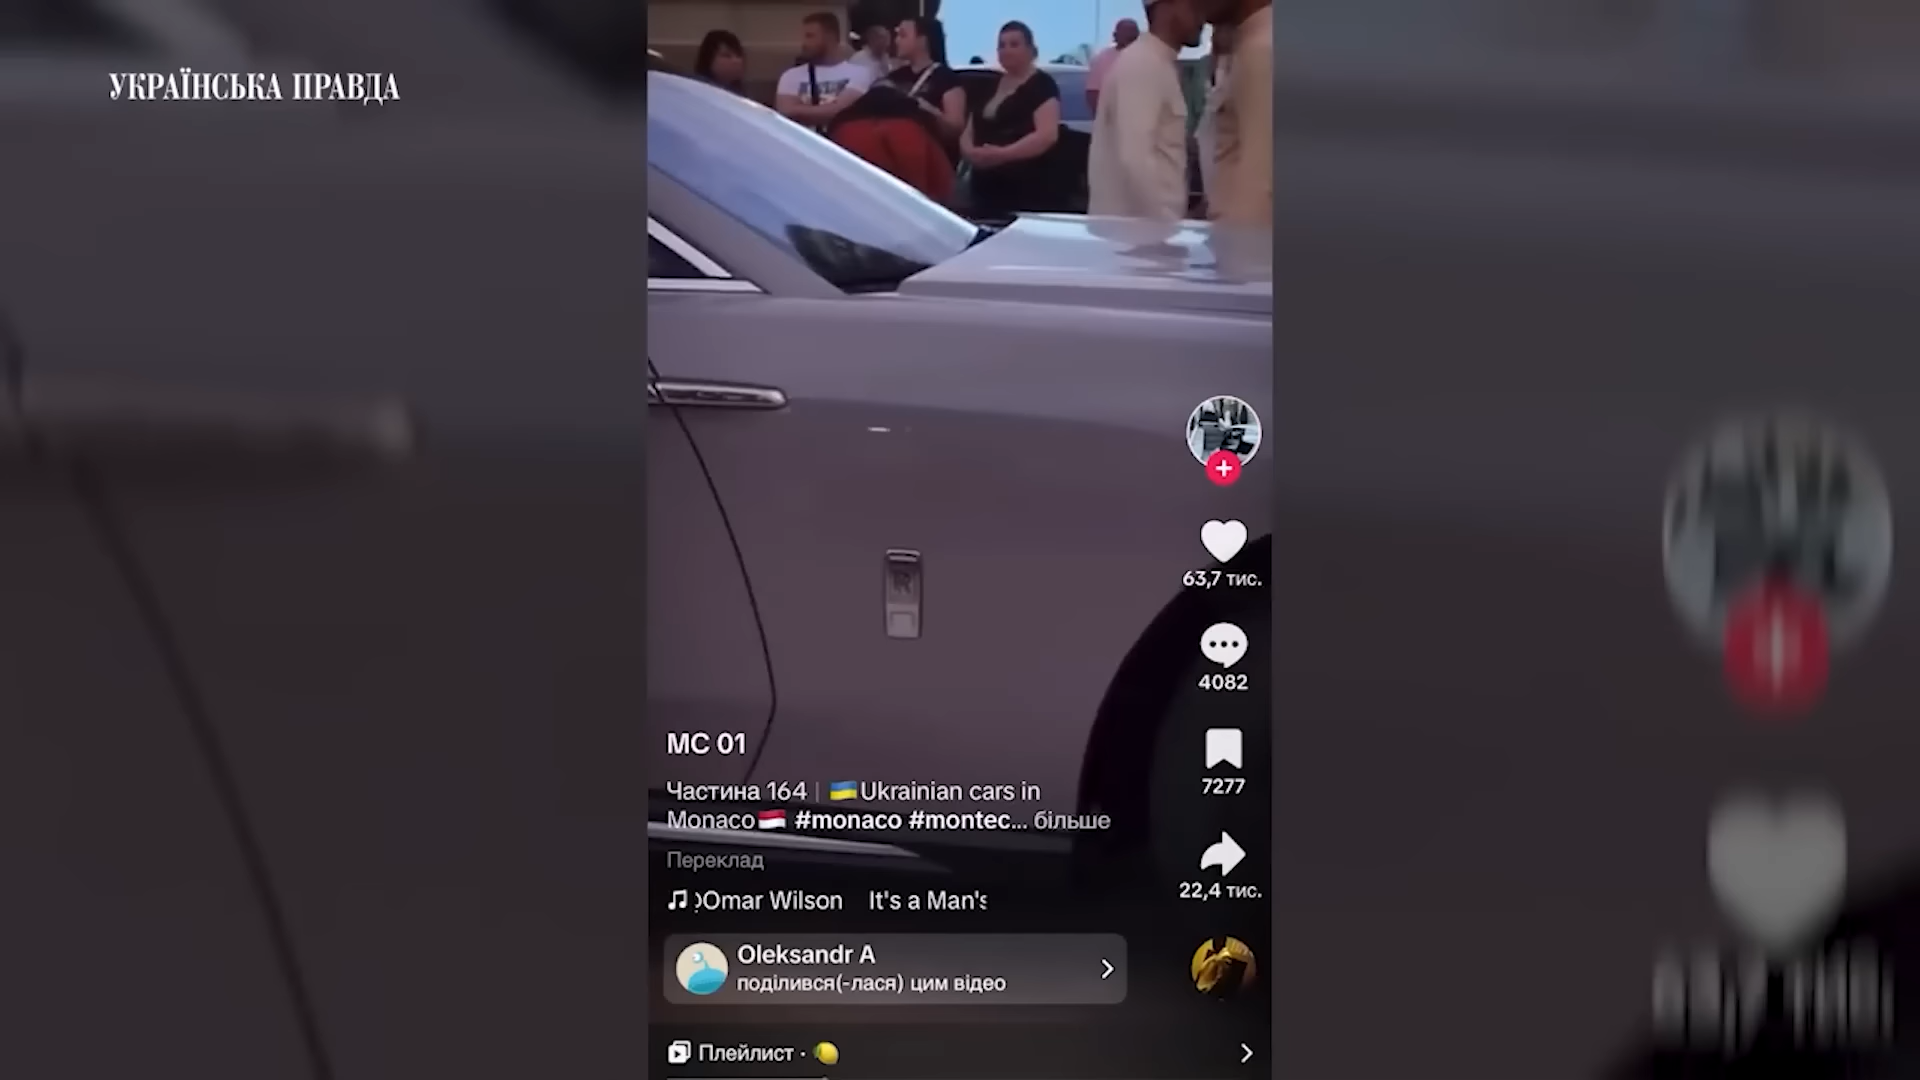 УКРАЇНСЬКА ПРАВДА
63,7 тис.
4082
7277
22,4 тис.
MC 01
Частина 164 | 🇺🇦Ukrainian cars in
Monaco🇲🇨 #monaco #montec... більше
Переклад
Omar Wilson It's a Man's
Oleksandr A
поділився(-лася) цим відео
Плейлист · 🍋